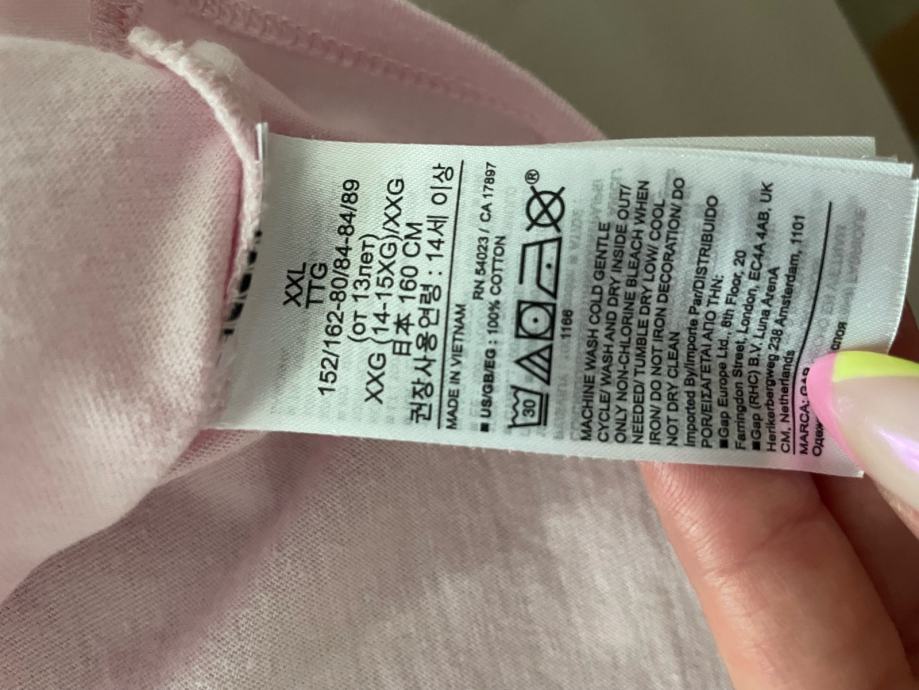 XXL
TTG
152/162-80/84-84/89
(от 13лет)
XXG (14-15XG)/XXG
日本 160 CM
권장사용연령 : 14세 이상
MADE IN VIETNAM
RN 54023 / CA 17897
■ US/GB/EG : 100% COTTON
30
®
1166
MACHINE WASH COLD GENTLE
CYCLE/ WASH AND DRY INSIDE OUT/
ONLY NON-CHLORINE BLEACH WHEN
NEEDED/ TUMBLE DRY LOW/ COOL
IRON/ DO NOT IRON DECORATION/ DO
NOT DRY CLEAN
Imported By/Importe Par/DISTRIBUIDO
POR/ΕΙΣΑΓΕΤΑΙ ΑΠΟ ΤΗΝ:
■Gap Europe Ltd., 8th Floor, 20
Farringdon Street, London, EC4A 4AB, UK
■Gap (RHC) B.V. Luna ArenA
Herikerbergweg 238 Amsterdam, 1101
CM, Netherlands
MARCA: GAP